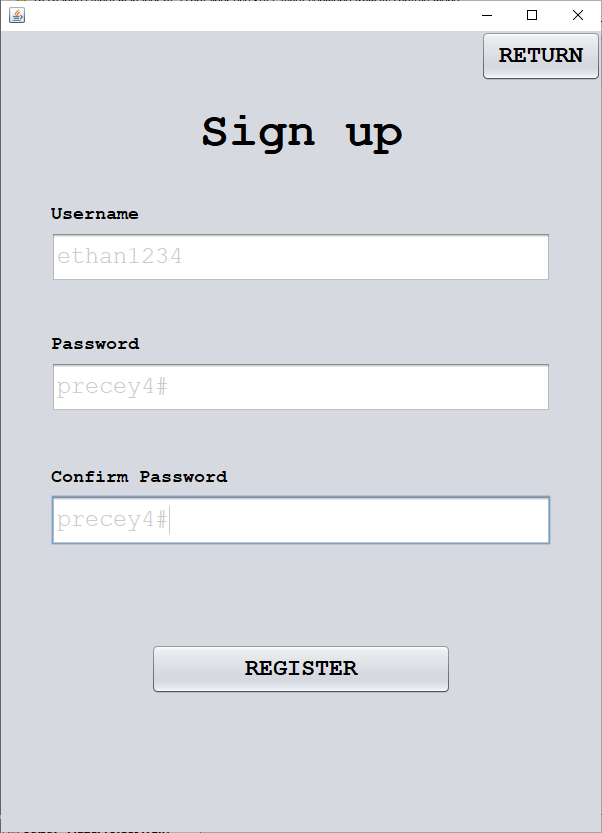 RETURN
Sign up
Username
ethan1234
Password
precey4#
Confirm Password
precey4#
REGISTER